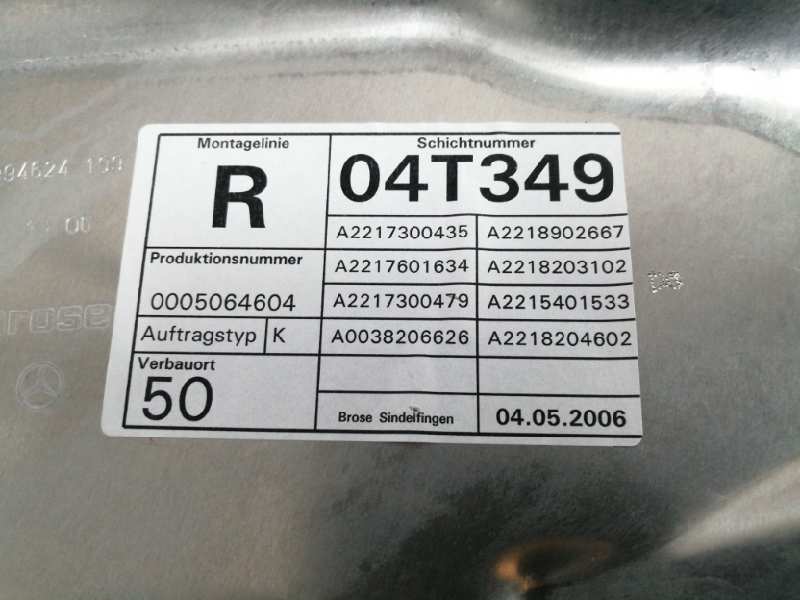 Montagelinie
R
Schichtnummer
04T349
A2217300435 A2218902667
A2217601634 A2218203102
A2217300479 A2215401533
A0038206626 A2218204602
Produktionsnummer
0005064604
Auftragstyp K
Verbauort
50
Brose Sindelfingen
04.05.2006
rose